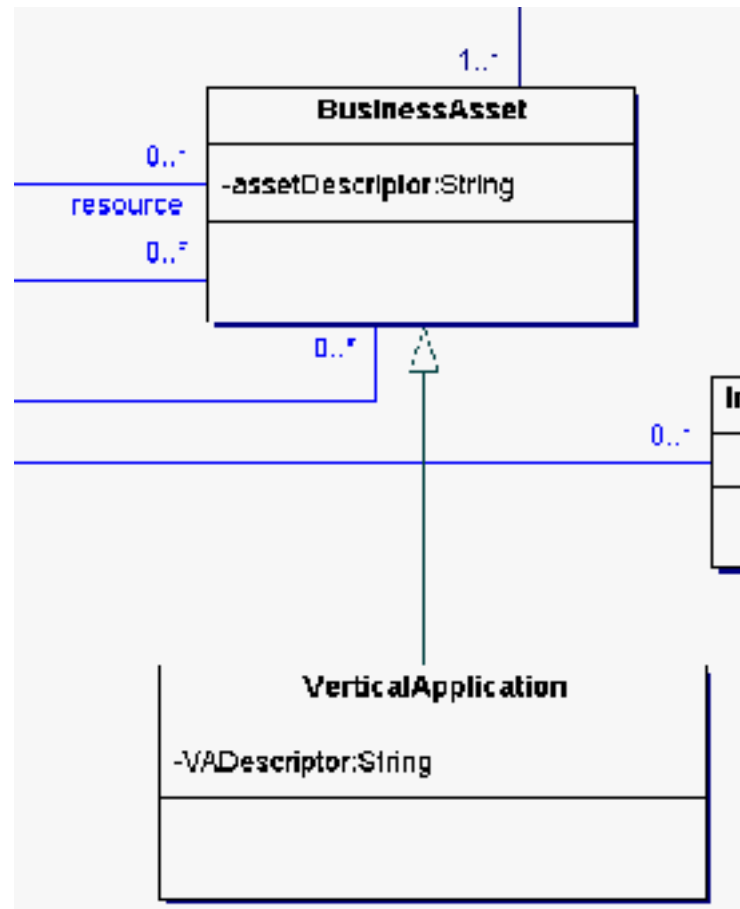 1..*
BusinessAsset
0..*
-assetDescriptor:String
resource
0..*
0..*
0..*
VerticalApplication
-VADescriptor:String